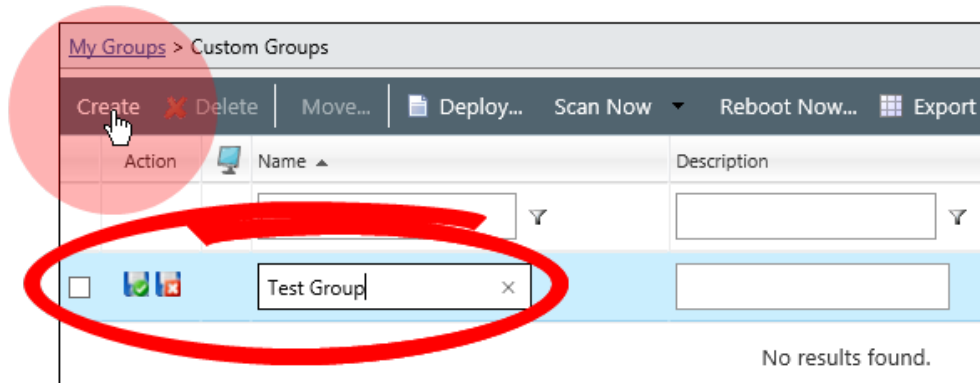 My Groups > Custom Groups
Create Delete Move... Deploy... Scan Now Reboot Now... Export
Action Name Description
Test Group
No results found.